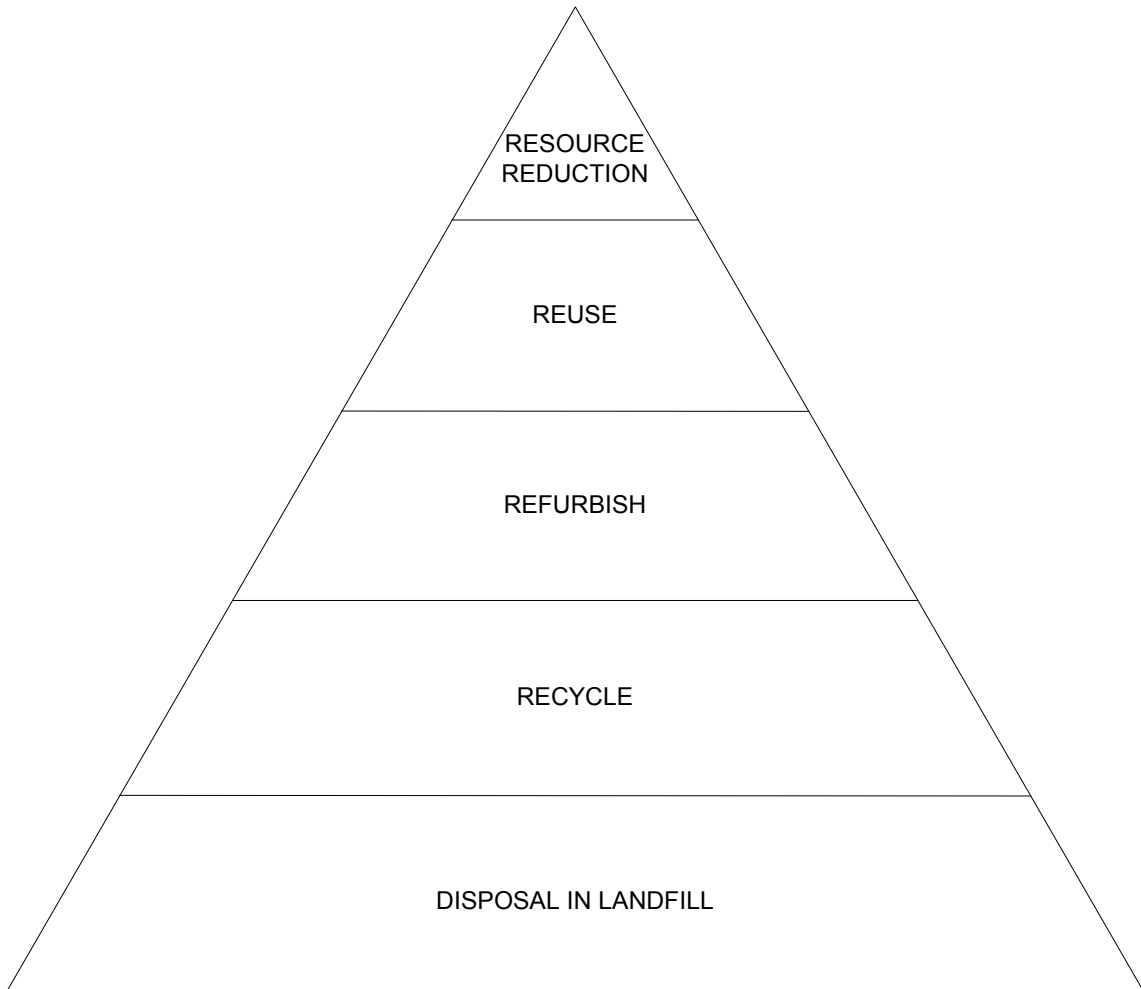 RESOURCE
REDUCTION
REUSE
REFURBISH
RECYCLE
DISPOSAL IN LANDFILL